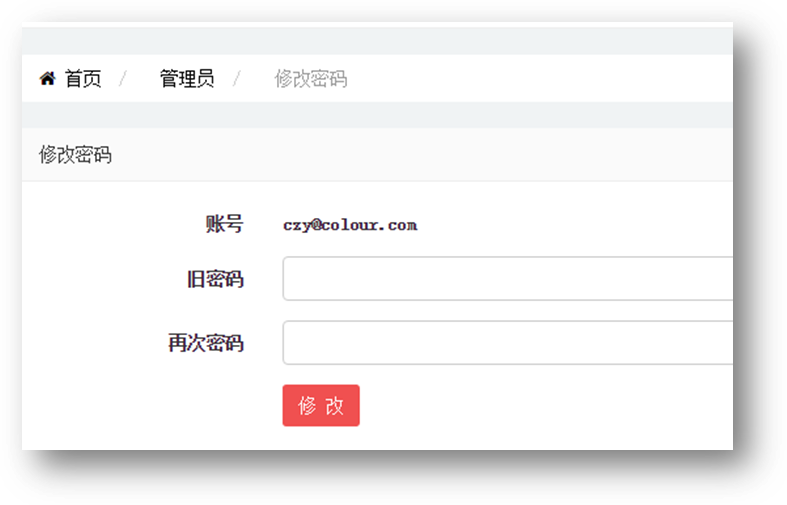 首页 / 管理员 / 修改密码
修改密码
账号 czy@colour.com
旧密码
再次密码
修 改